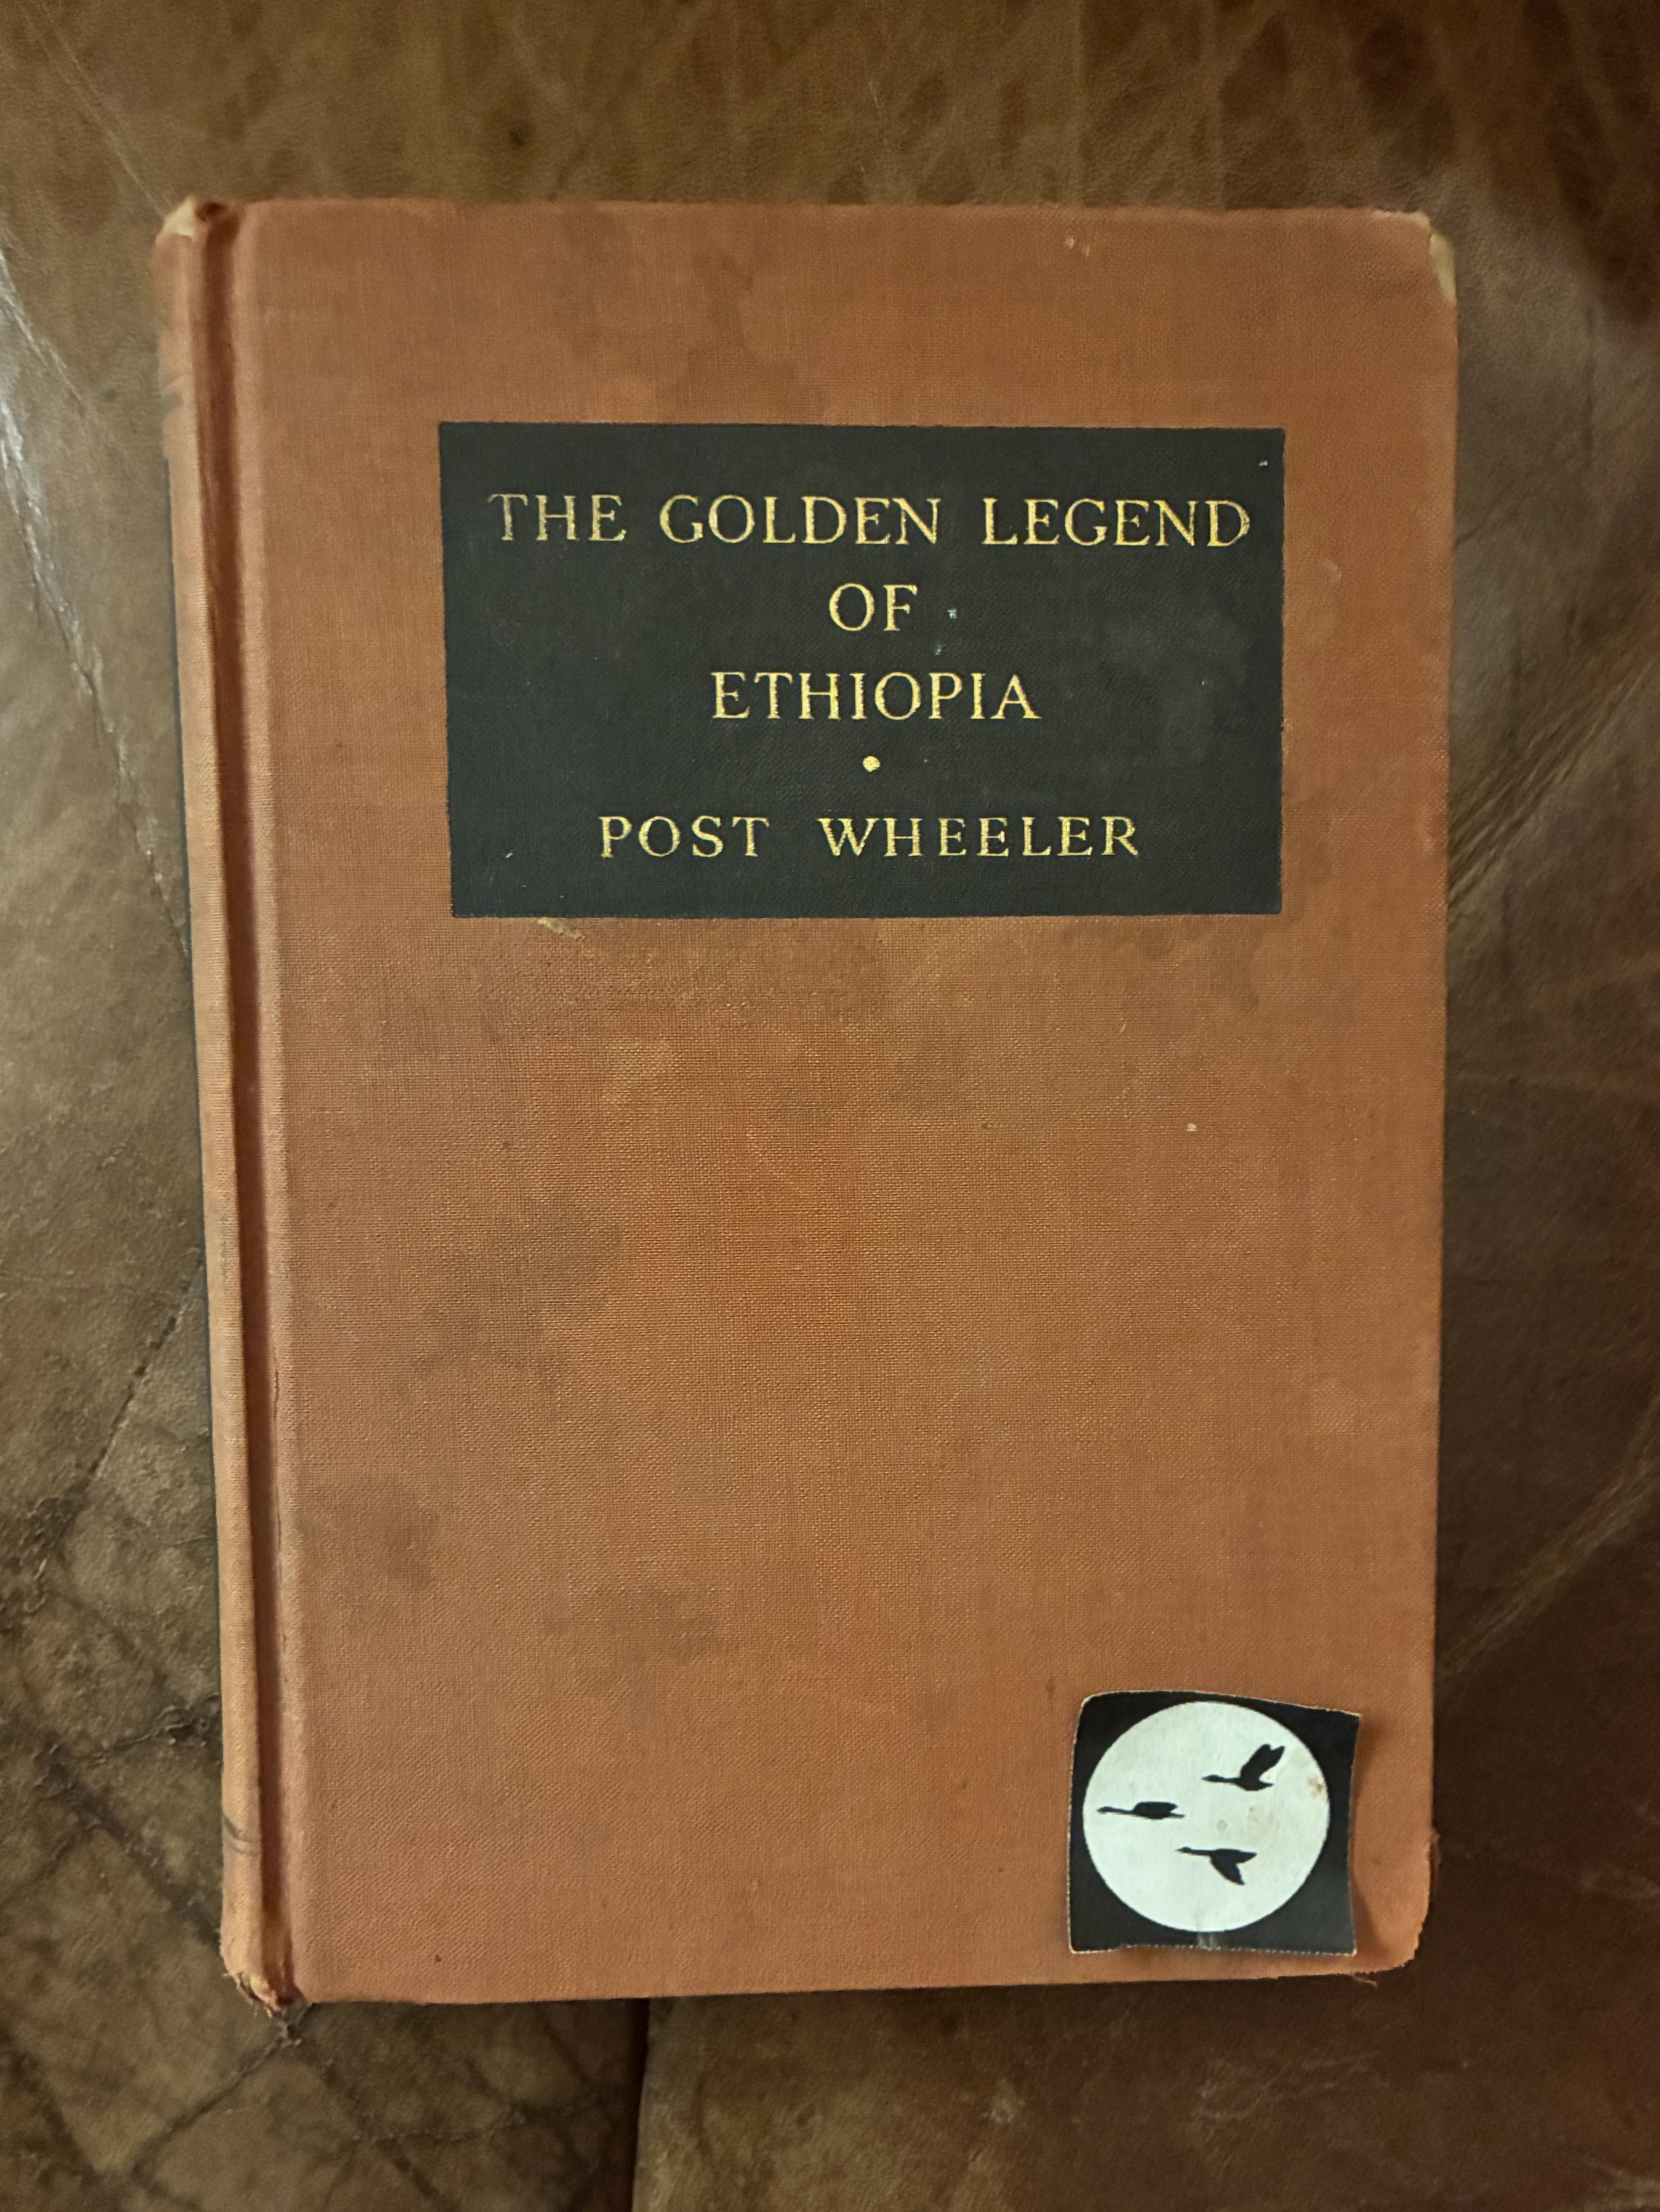 THE GOLDEN LEGEND
OF
ETHIOPIA
•
POST WHEELER